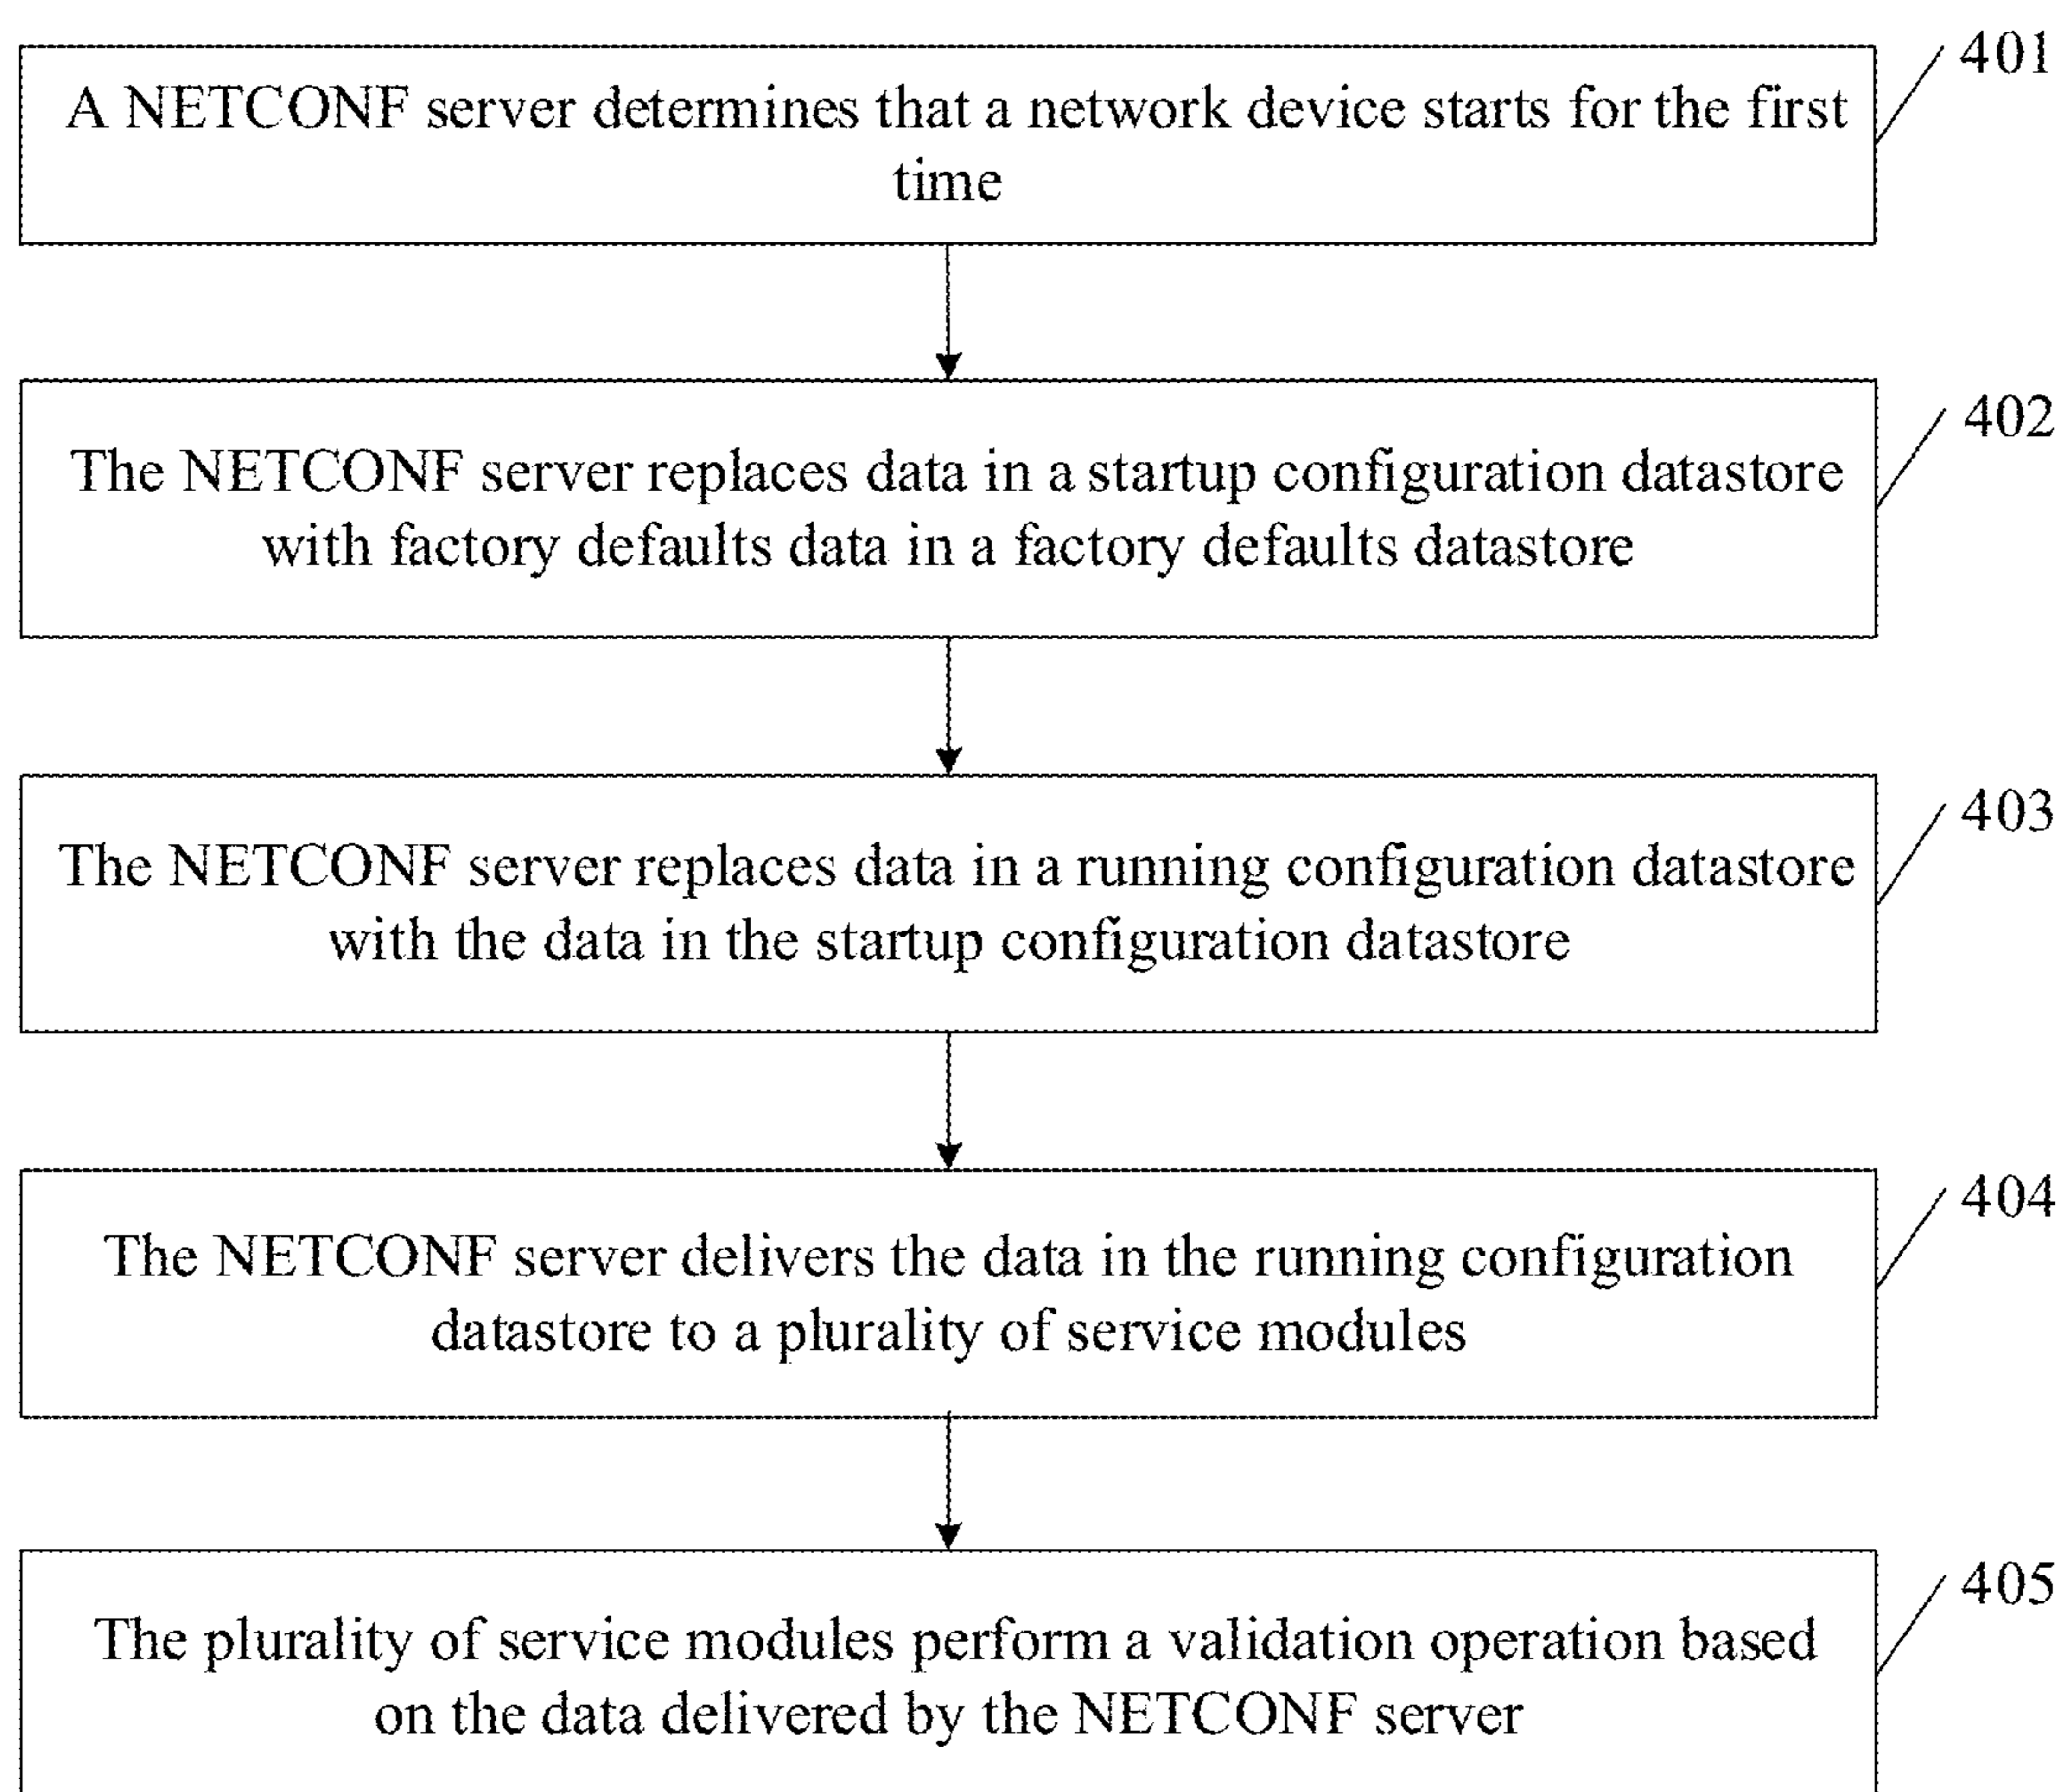 A NETCONF server determines that a network device starts for the first
time
401
The NETCONF server replaces data in a startup configuration datastore
with factory defaults data in a factory defaults datastore
402
The NETCONF server replaces data in a running configuration datastore
with the data in the startup configuration datastore
403
The NETCONF server delivers the data in the running configuration
datastore to a plurality of service modules
404
The plurality of service modules perform a validation operation based
on the data delivered by the NETCONF server
405